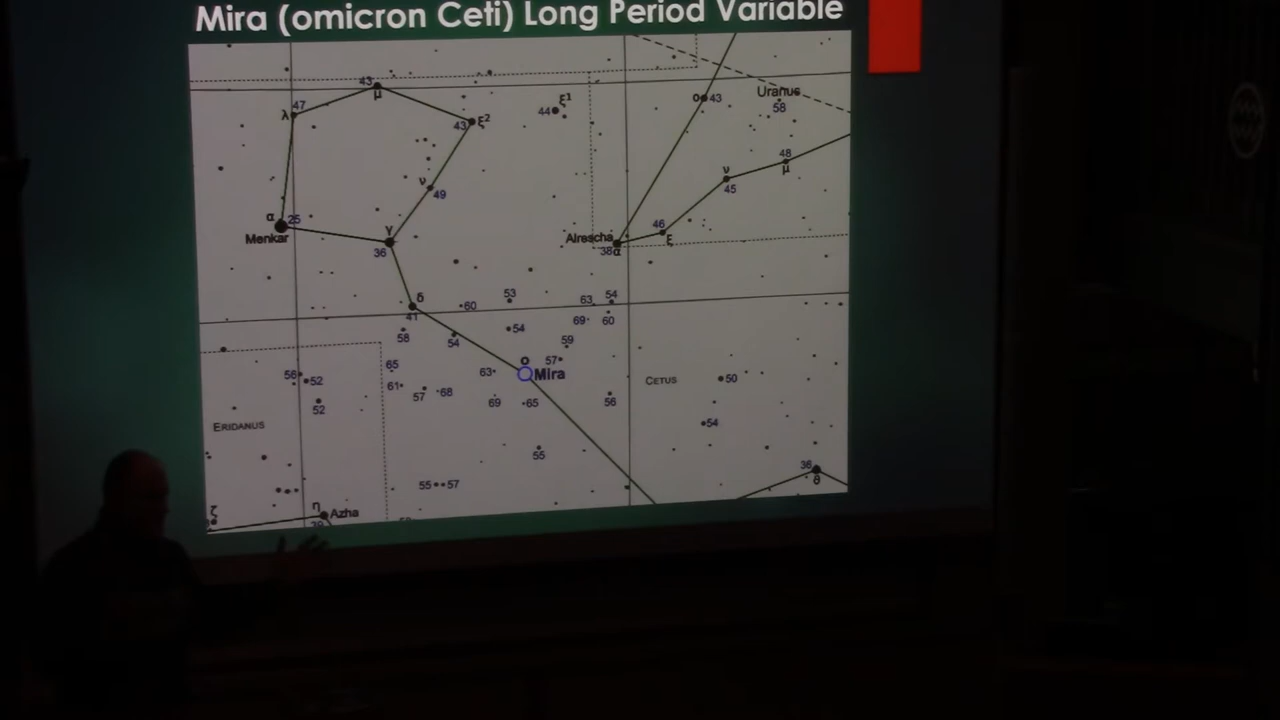 Mira (omicron Ceti) Long Period Variable
43
μ
47
λ
43
ξ²
44
ξ¹
ο
43
Uranus
58
ν
49
48
μ
ν
45
α
25
Menkar
γ
36
Alrescha
38
α
46
ξ
δ
41
60
53
63
54
58
54
54
69
60
59
65
63
ο
Mira
57
CETUS
50
56
52
61
57
68
69
65
56
52
54
ERIDANUS
55
36
θ
55
57
ζ
η
Azha
39